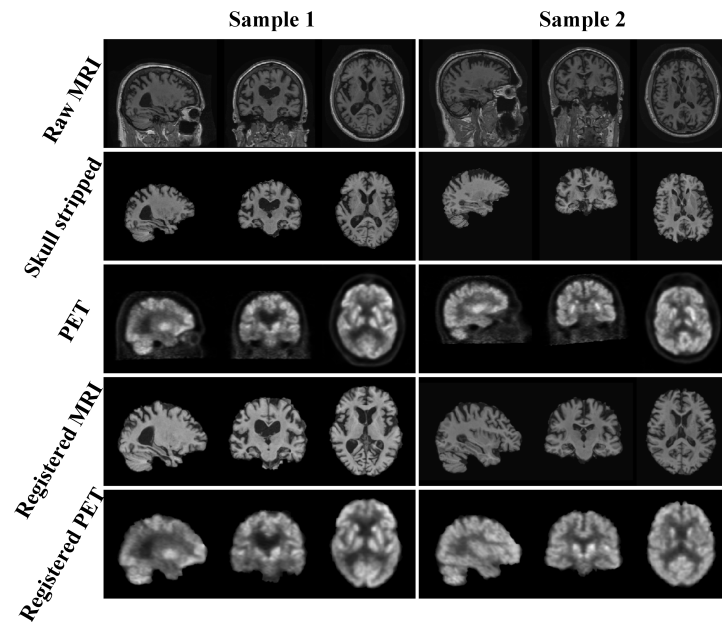 Sample 1
Sample 2
Raw MRI
Skull stripped
PET
Registered MRI
Registered PET